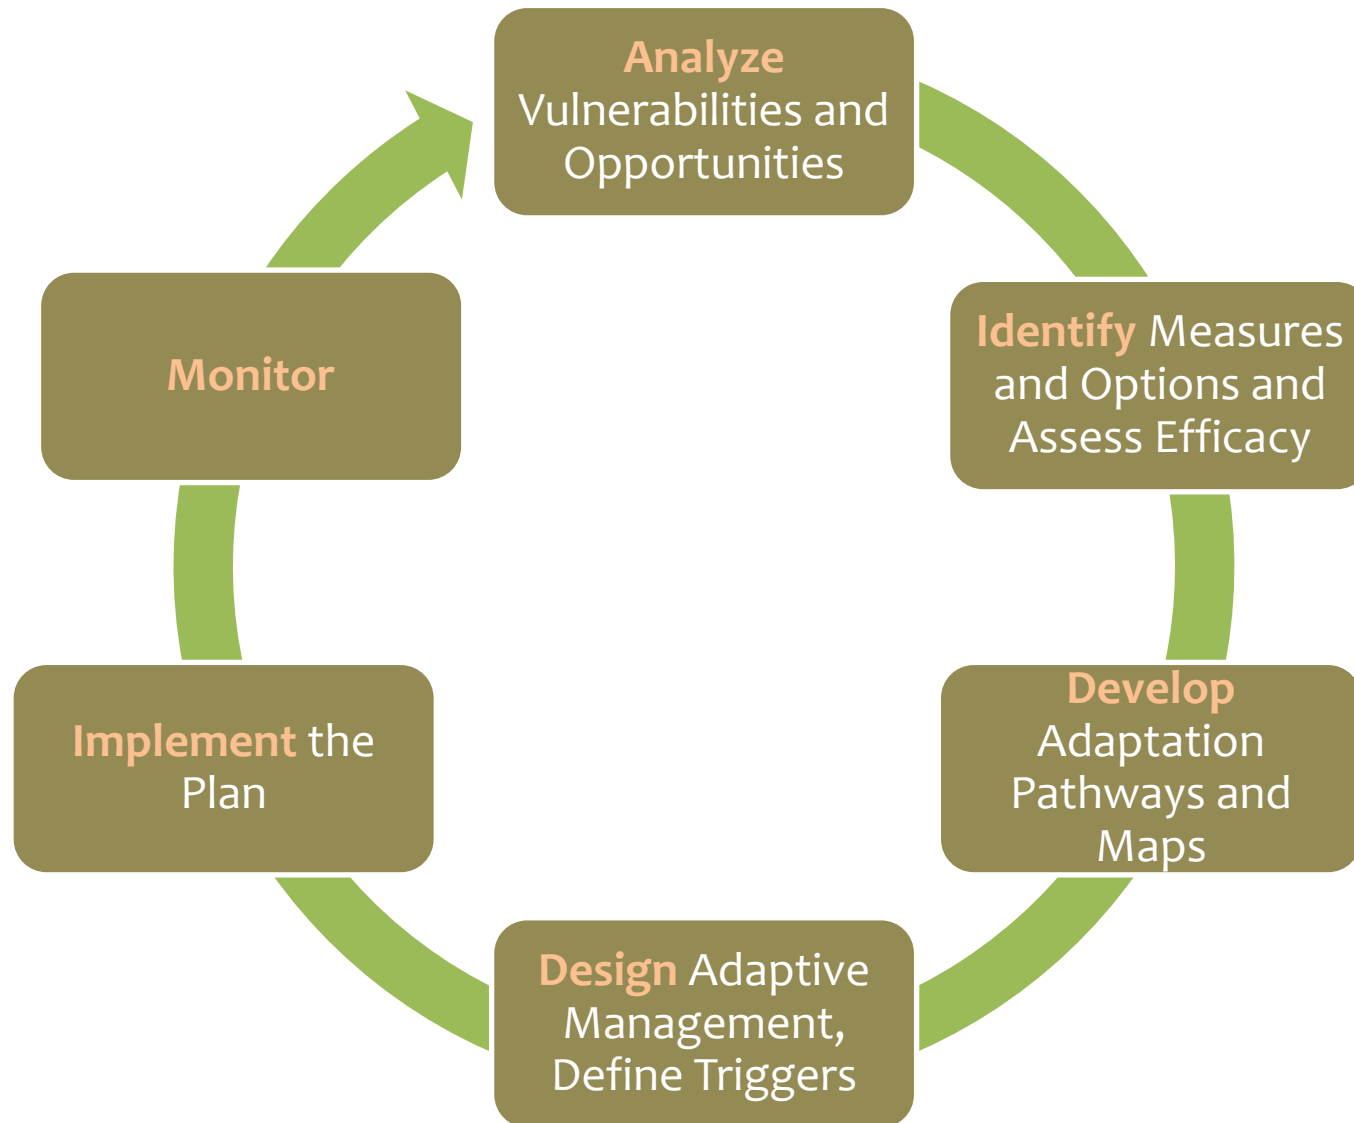 Analyze
Vulnerabilities and
Opportunities
Identify Measures
and Options and
Assess Efficacy
Develop
Adaptation
Pathways and
Maps
Design Adaptive
Management,
Define Triggers
Implement the
Plan
Monitor